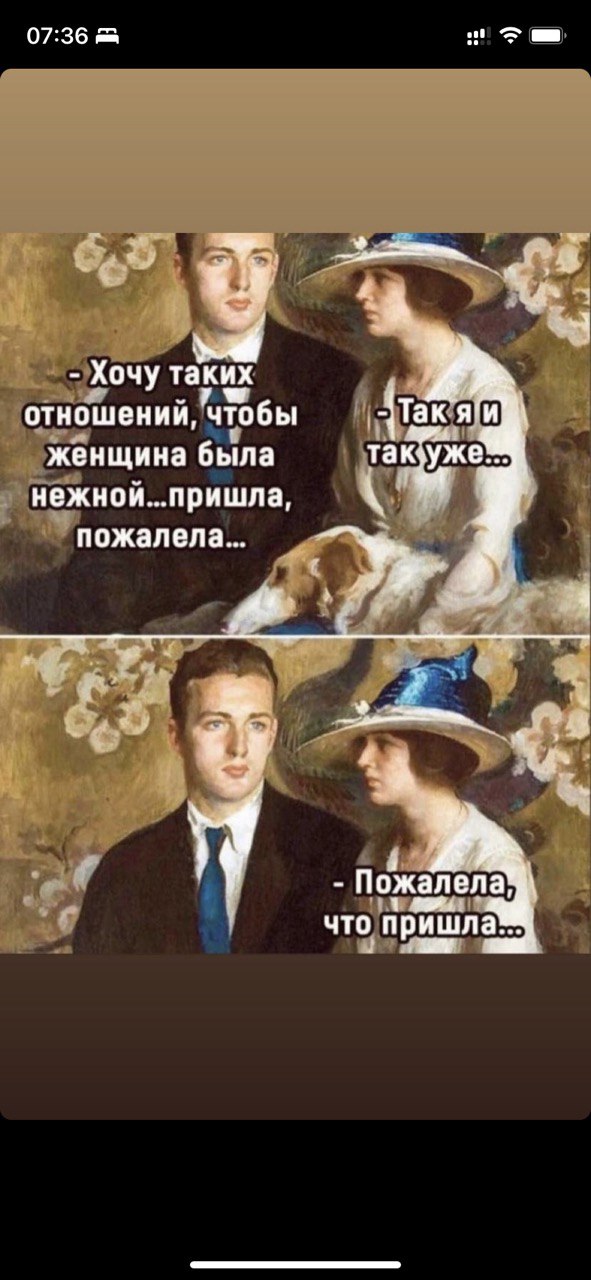 07:36
- Хочу таких
отношений, чтобы
женщина была
нежной...пришла,
пожалела...
- Так я и
так уже...
- Пожалела,
что пришла...